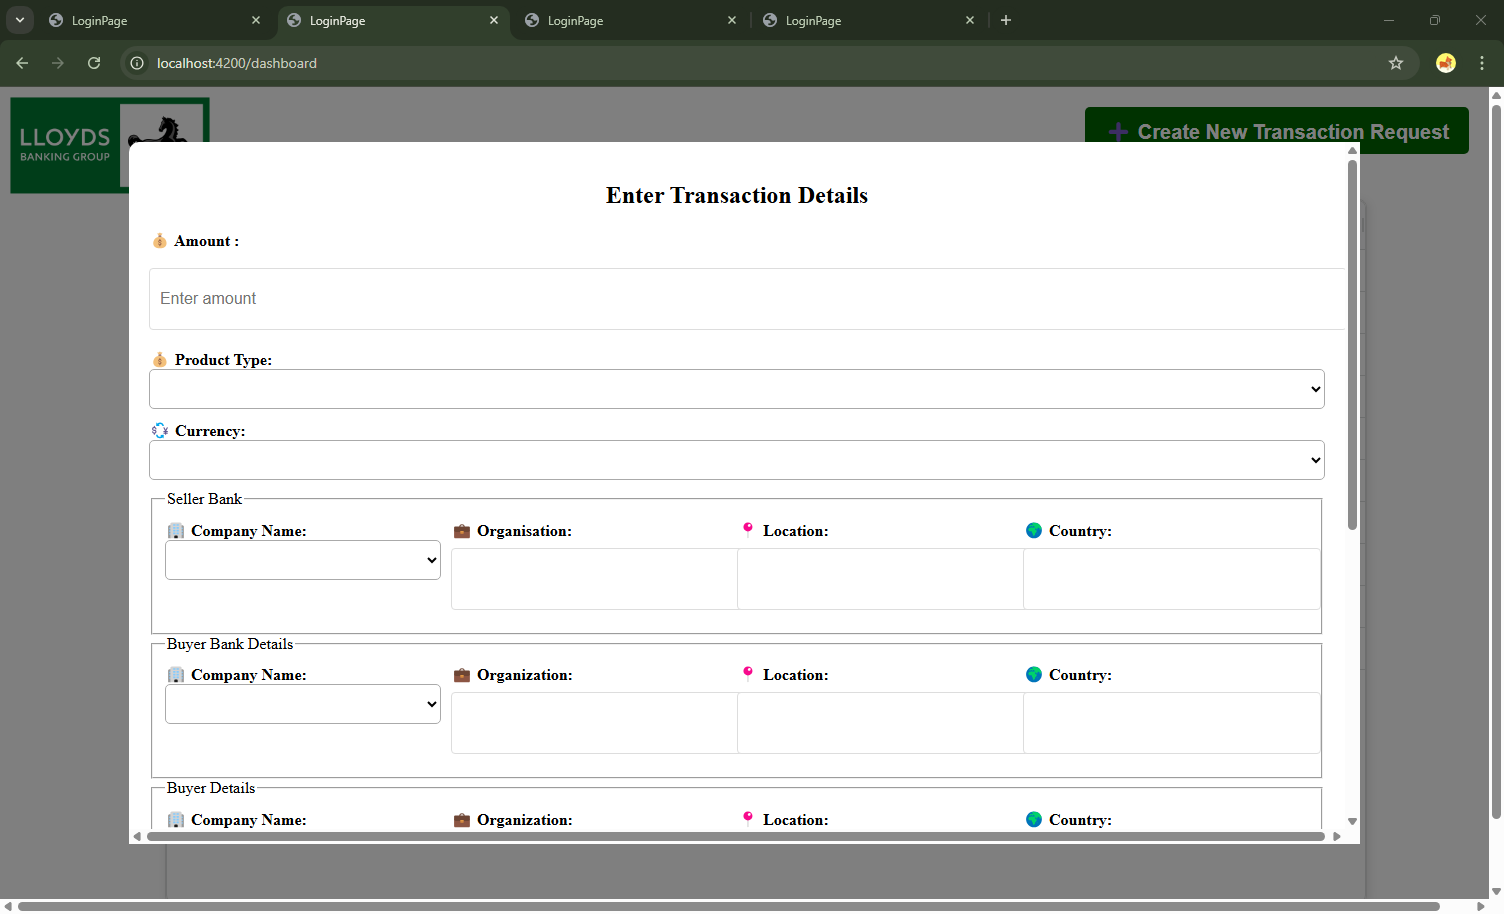 LoginPage LoginPage LoginPage LoginPage
localhost:4200/dashboard
LLOYDS
BANKING GROUP
Create New Transaction Request
Enter Transaction Details
Amount :
Enter amount
Product Type:
Currency:
Seller Bank
Company Name: Organisation: Location: Country:
Buyer Bank Details
Company Name: Organization: Location: Country:
Buyer Details
Company Name: Organization: Location: Country: